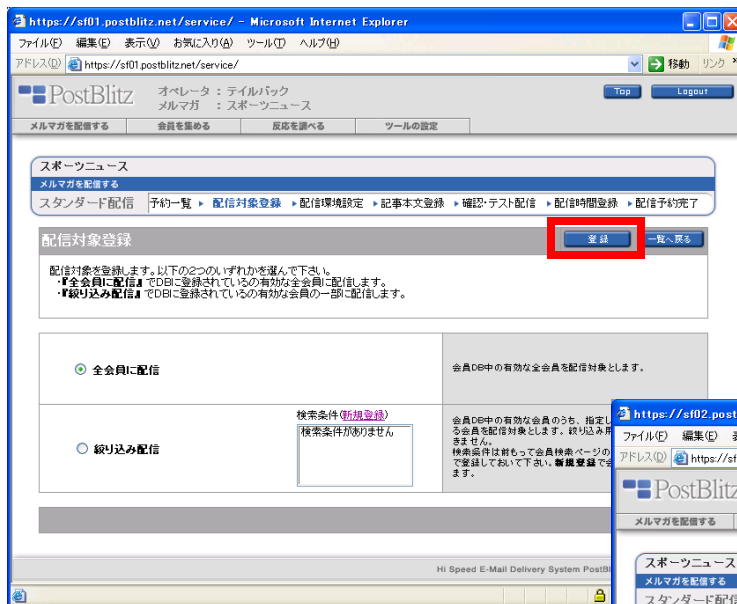 https://sf01.postblitz.net/service/ - Microsoft Internet Explorer
ファイル(F) 編集(E) 表示(V) お気に入り(A) ツール(T) ヘルプ(H)
アドレス(D) https://sf01.postblitz.net/service/ 移動 リンク
PostBlitz オペレータ : テイルバック Top Logout
メルマガ : スポーツニュース
メルマガを配信する 会員を集める 反応を調べる ツールの設定
スポーツニュース
メルマガを配信する
スタンダード配信 予約一覧 ▶ 配信対象登録 ▶配信環境設定 ▶記事本文登録 ▶確認・テスト配信 ▶配信時間登録 ▶配信予約完了
配信対象登録 登録 一覧へ戻る
配信対象を登録します。以下の2つのいずれかを選んで下さい。
・『全会員に配信』でDBに登録されているの有効な全会員に配信します。
・『絞り込み配信』でDBに登録されているの有効な会員の一部に配信します。
全会員に配信 会員DB中の有効な全会員を配信対象とします。
検索条件(新規登録)
検索条件がありません
絞り込み配信
会員DB中の有効な会員のうち、指定し
る会員を配信対象とします。絞り込み用
きません。
検索条件は前もって会員検索ページの
で登録しておいて下さい。新規登録で会
ます。
Hi Speed E-Mail Delivery System PostBl
https://sf02.post
ファイル(F) 編集(E)
アドレス(D) https://sf
PostBlitz
メルマガを配信する
スポーツニュース
メルマガを配信する
スタンダード配信